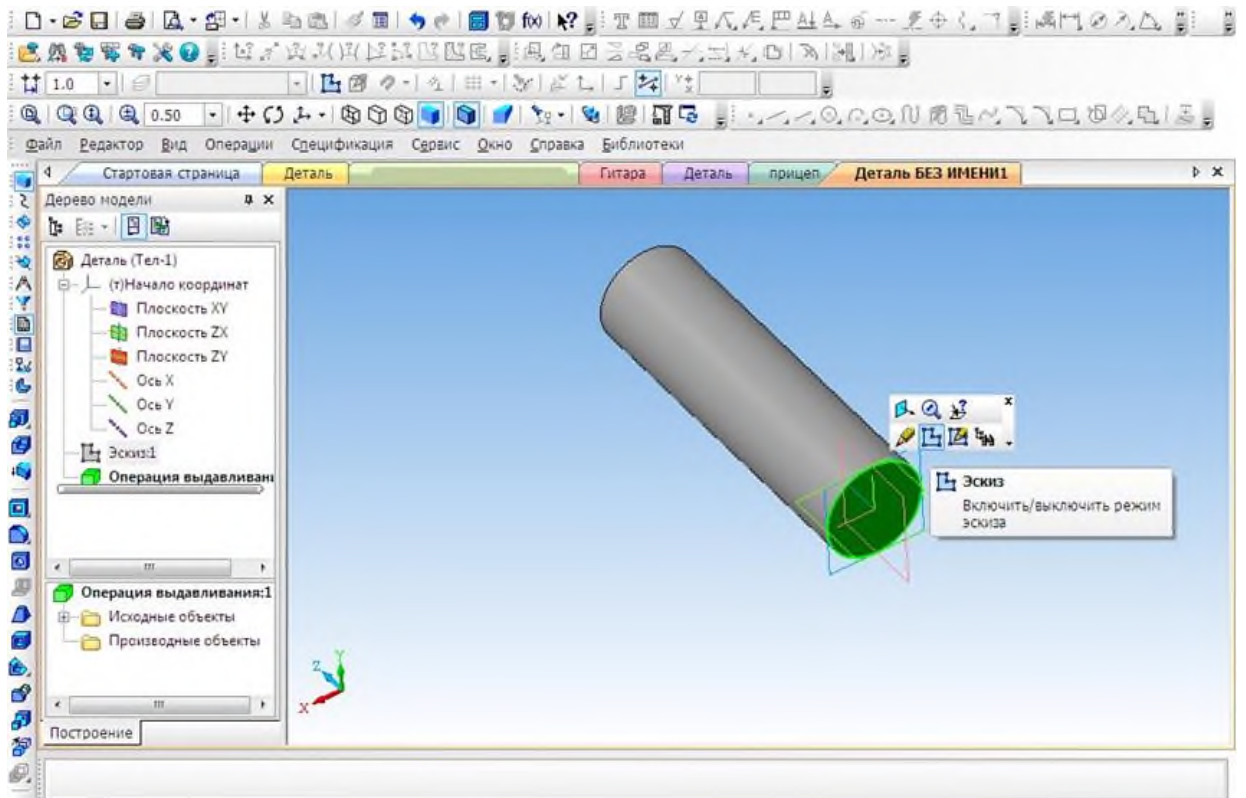 1.0
0.50
Файл Редактор Вид Операции Спецификация Сервис Окно Справка Библиотеки
Стартовая страница Деталь Гитара Деталь прицеп Деталь БЕЗ ИМЕНИ1
Дерево модели
Деталь (Тел-1)
(т)Начало координат
Плоскость XY
Плоскость ZX
Плоскость ZY
Ось X
Ось Y
Ось Z
Эскиз:1
Операция выдавливани
Эскиз
Включить/выключить режим
эскиза
Операция выдавливания:1
Исходные объекты
Производные объекты
Z Y
X
Построение